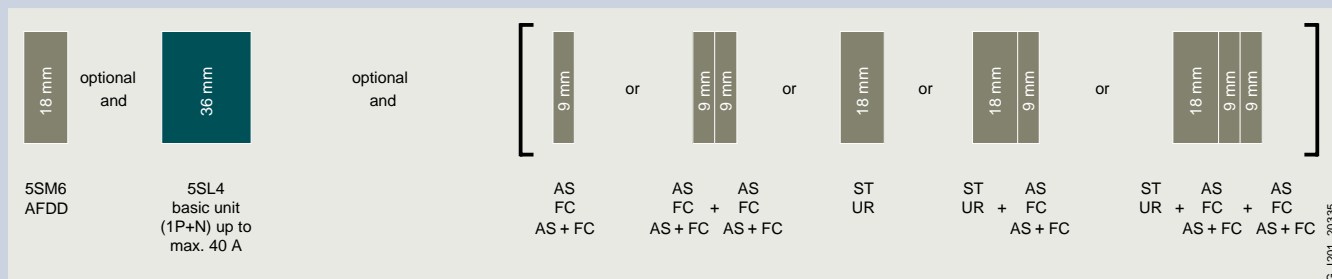 18 mm
optional
and
36 mm
optional
and
9 mm
or
9 mm
9 mm
or
18 mm
or
18 mm
9 mm
or
18 mm
9 mm
9 mm
5SM6
AFDD
5SL4
basic unit
(1P+N) up to
max. 40 A
AS
FC
AS + FC
AS AS
FC + FC
AS + FC AS + FC
ST
UR
ST AS
UR + FC
AS + FC
ST AS AS
UR + FC + FC
AS + FC AS + FC